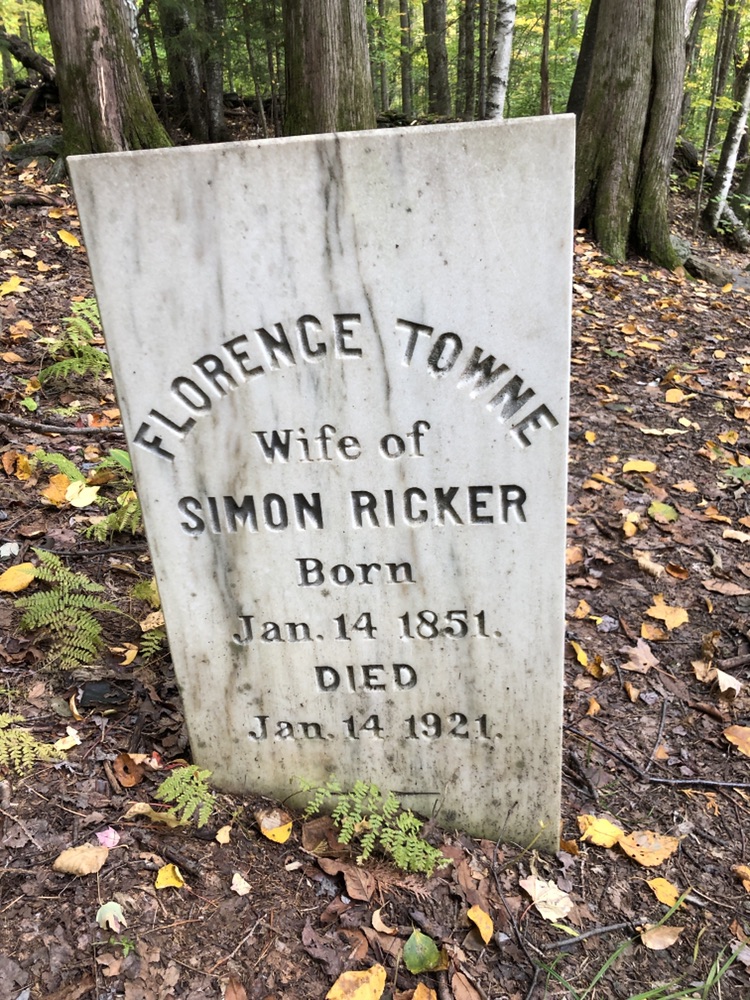 FLORENCE TOWNE
Wife of
SIMON RICKER
Born
Jan. 14 1851.
DIED
Jan. 14 1921.